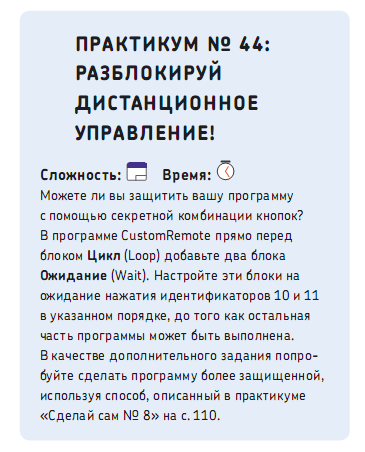 ПРАКТИКУМ № 44:
РАЗБЛОКИРУЙ
ДИСТАНЦИОННОЕ
УПРАВЛЕНИЕ!
Сложность: Время:
Можете ли вы защитить вашу программу
с помощью секретной комбинации кнопок?
В программе CustomRemote прямо перед
блоком Цикл (Loop) добавьте два блока
Ожидание (Wait). Настройте эти блоки на
ожидание нажатия идентификаторов 10 и 11
в указанном порядке, до того как остальная
часть программы может быть выполнена.
В качестве дополнительного задания попро-
буйте сделать программу более защищенной,
используя способ, описанный в практикуме
«Сделай сам № 8» на с. 110.